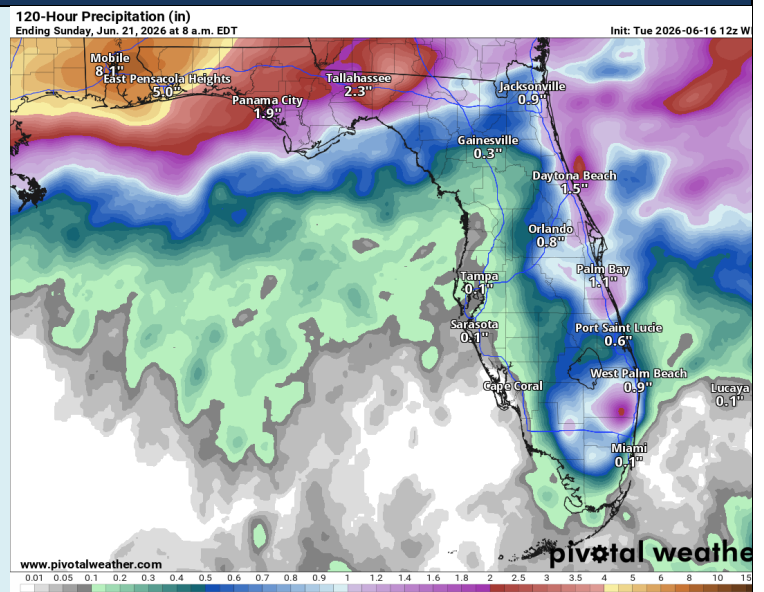 120-Hour Precipitation (in)
Ending Sunday, Jun. 21, 2026 at 8 a.m. EDT
Init: Tue 2026-06-16 12z W
Mobile
8.1"
East Pensacola Heights
5.0"
Tallahassee
2.3"
Panama City
1.9"
Jacksonville
0.9"
Gainesville
0.3"
Daytona Beach
1.5"
Orlando
0.8"
Tampa
0.1"
Palm Bay
1.1"
Sarasota
0.1"
Port Saint Lucie
0.6"
West Palm Beach
0.9"
Cape Coral
Lucaya
0.1"
Miami
0.1"
www.pivotalweather.com
pivotal weathe
0.01 0.05 0.1 0.2 0.3 0.4 0.5 0.6 0.7 0.8 0.9 1 1.2 1.4 1.6 1.8 2 2.5 3 3.5 4 5 6 8 10 15